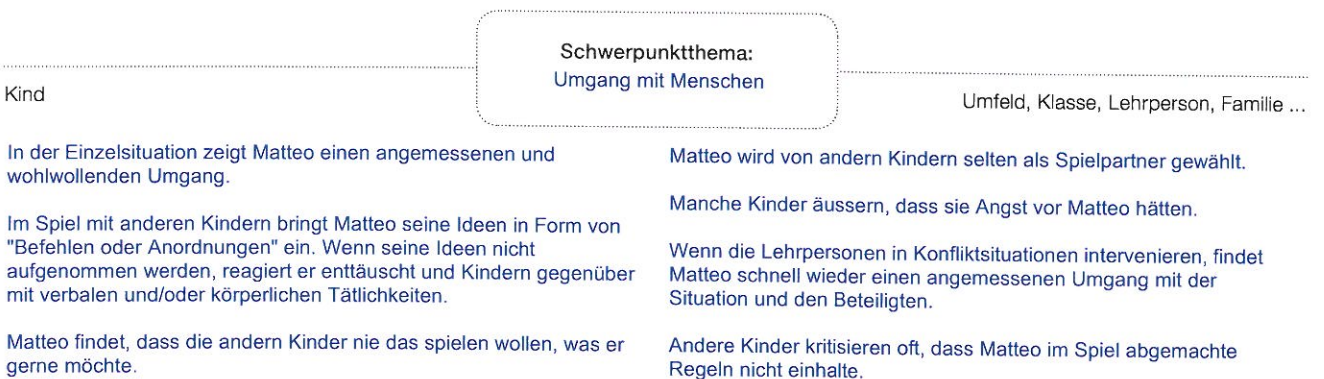 Schwerpunktthema:
Umgang mit Menschen
Kind
Umfeld, Klasse, Lehrperson, Familie ...
In der Einzelsituation zeigt Matteo einen angemessenen und
wohlwollenden Umgang.
Im Spiel mit anderen Kindern bringt Matteo seine Ideen in Form von
"Befehlen oder Anordnungen" ein. Wenn seine Ideen nicht
aufgenommen werden, reagiert er enttäuscht und Kindern gegenüber
mit verbalen und/oder körperlichen Tätlichkeiten.
Matteo findet, dass die andern Kinder nie das spielen wollen, was er
gerne möchte.
Matteo wird von andern Kindern selten als Spielpartner gewählt.
Manche Kinder äussern, dass sie Angst vor Matteo hätten.
Wenn die Lehrpersonen in Konfliktsituationen intervenieren, findet
Matteo schnell wieder einen angemessenen Umgang mit der
Situation und den Beteiligten.
Andere Kinder kritisieren oft, dass Matteo im Spiel abgemachte
Regeln nicht einhalte.